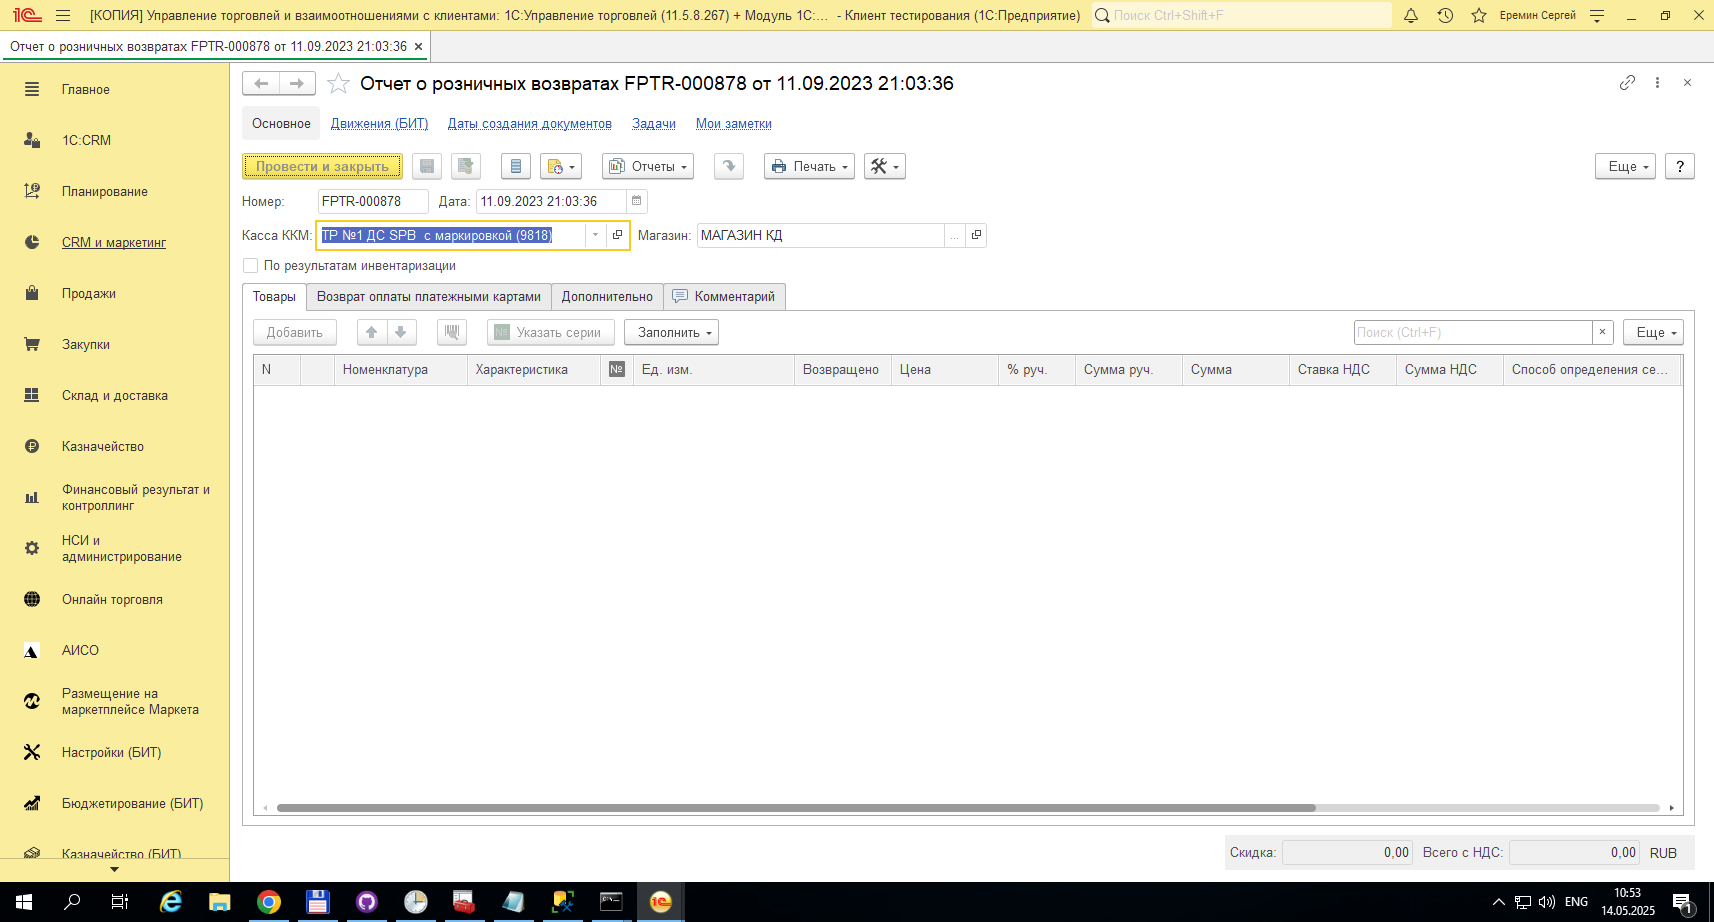 [КОПИЯ] Управление торговлей и взаимоотношениями с клиентами: 1С:Управление торговлей (11.5.8.267) + Модуль 1С:... - Клиент тестирования (1С:Предприятие)
Поиск Ctrl+Shift+F
Еремин Сергей
Отчет о розничных возвратах FPTR-000878 от 11.09.2023 21:03:36
Главное
1С:CRM
Планирование
CRM и маркетинг
Продажи
Закупки
Склад и доставка
Казначейство
Финансовый результат и
контроллинг
НСИ и
администрирование
Онлайн торговля
АИСО
Размещение на
маркетплейсе Маркета
Настройки (БИТ)
Бюджетирование (БИТ)
Казначейство (БИТ)
Отчет о розничных возвратах FPTR-000878 от 11.09.2023 21:03:36
Основное Движения (БИТ) Даты создания документов Задачи Мои заметки
Провести и закрыть Отчеты Печать Еще ?
Номер: FPTR-000878 Дата: 11.09.2023 21:03:36
Касса ККМ: ТР №1 ДС SPB с маркировкой (9818) Магазин: МАГАЗИН КД
По результатам инвентаризации
Товары Возврат оплаты платежными картами Дополнительно Комментарий
Добавить № Указать серии Заполнить Поиск (Ctrl+F) × Еще
N Номенклатура Характеристика № Ед. изм. Возвращено Цена % руч. Сумма руч. Сумма Ставка НДС Сумма НДС Способ определения се...
Скидка: 0,00 Всего с НДС: 0,00 RUB
ENG
10:53
14.05.2025
1